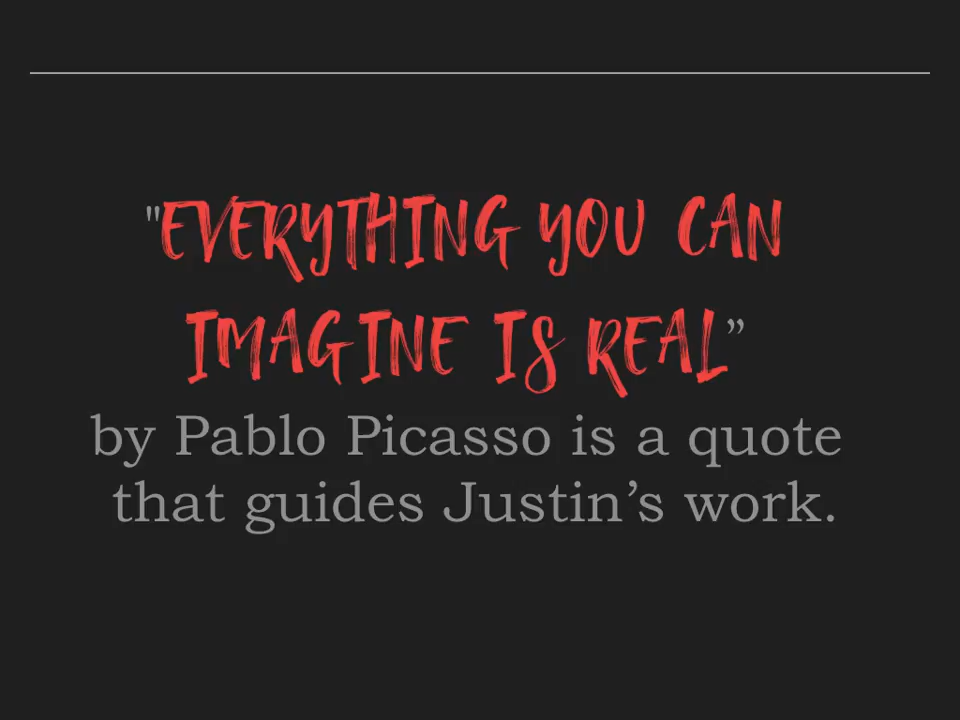 "EVERYTHING YOU CAN
IMAGINE IS REAL”
by Pablo Picasso is a quote
that guides Justin’s work.